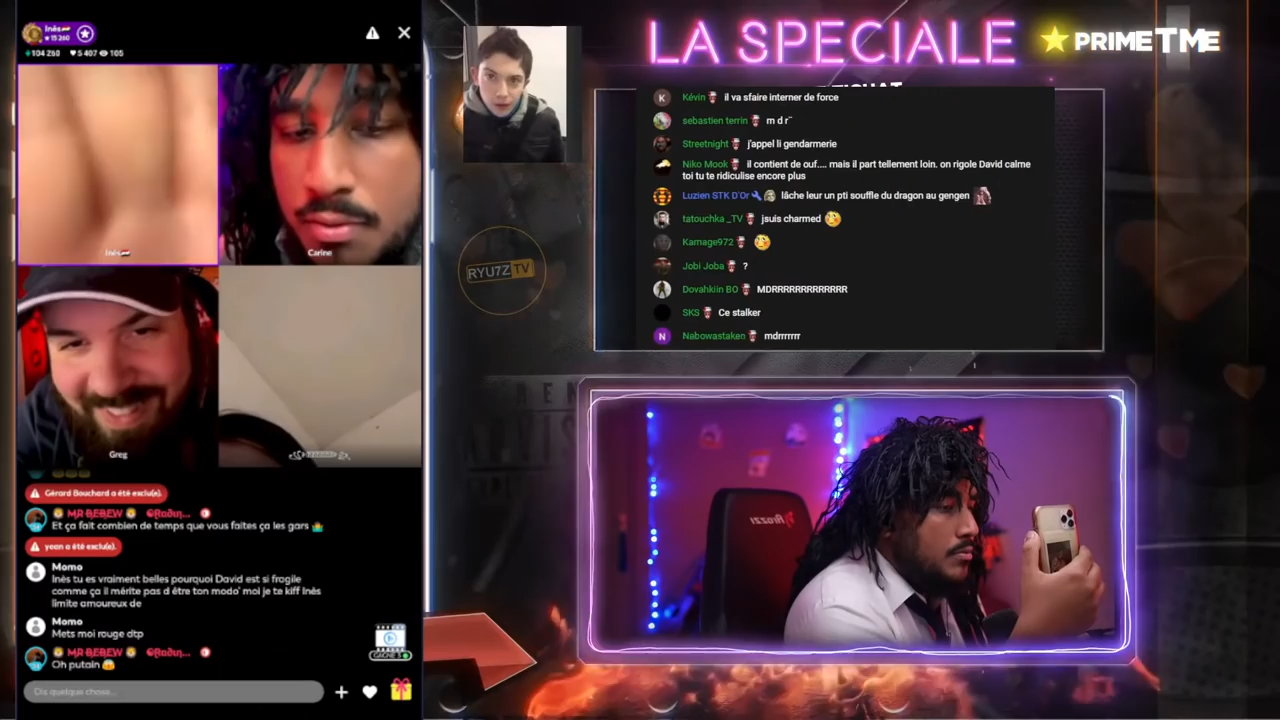 Inès
15 260
104 260 5 407 105
Inès
Carine
Greg
Gérard Bouchard a été exclu(e).
MR BEBEW
Et ça fait combien de temps que vous faites ça les gars
yoan a été exclu(e).
Momo
Inès tu es vraiment belles pourquoi David est si fragile
comme ça il mérite pas d être ton modo' moi je te kiff Inès
limite amoureux de
Momo
Mets moi rouge dtp
MR BEBEW
Oh putain 😱
Dis quelque chose...
LA SPECIALE
PRIMETME
Kévin il va sfaire interner de force
sebastien terrin m d r¨
Streetnight j'appel li gendarmerie
Niko Mook il contient de ouf.... mais il part tellement loin. on rigole David calme
toi tu te ridiculise encore plus
Luzien STK D'Or lâche leur un pti souffle du dragon au gengen
tatouchka _TV jsuis charmed
Karnage972
Jobi Joba ?
Dovahkiin BO MDRRRRRRRRRRRR
SKS Ce stalker
N Nabowastaken mdrrrrrr
RYU7Z TV